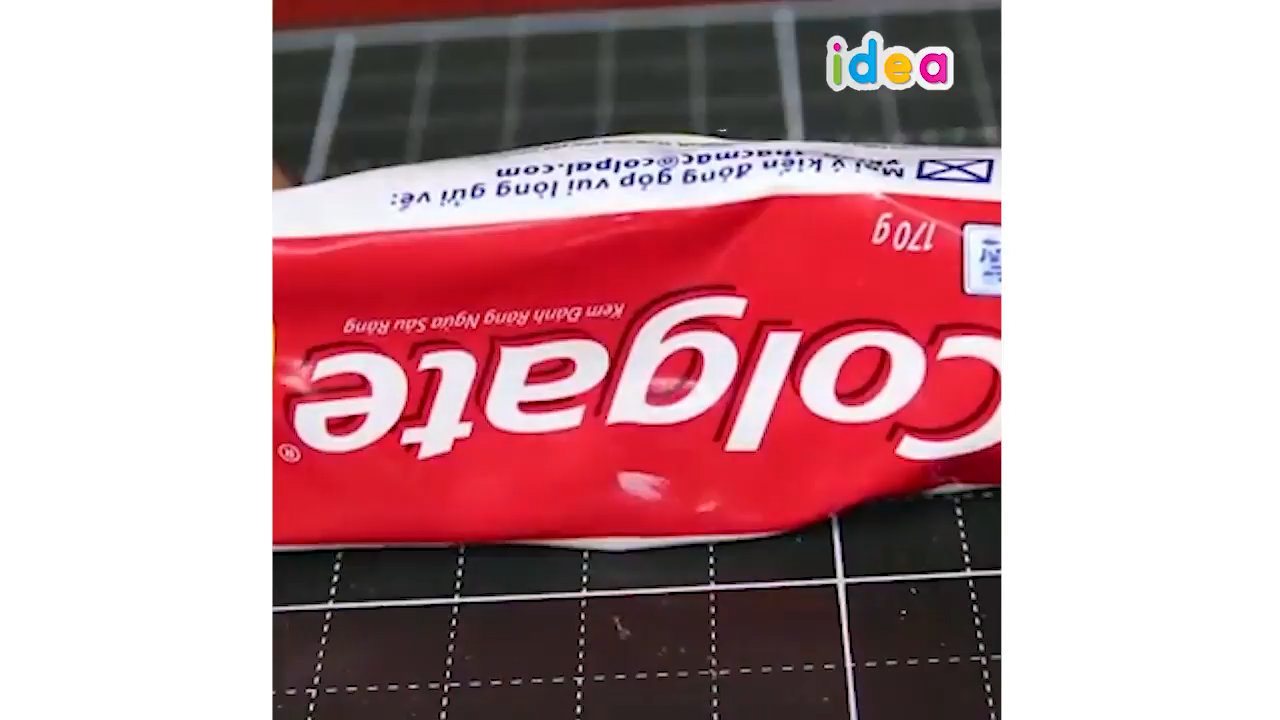 idea
Colgate®
Kem Đánh Răng Ngừa Sâu Răng
170g
Mọi ý kiến đóng góp vui lòng gửi về:
thacmac@colpal.com